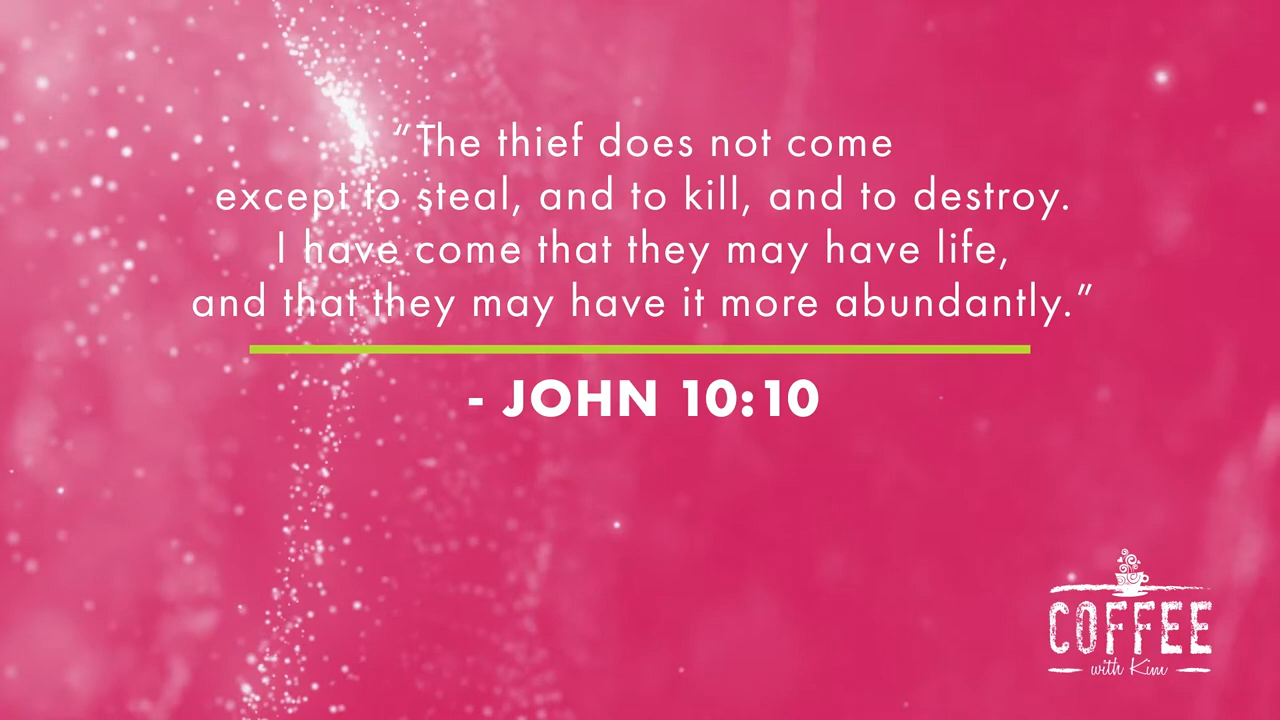 “The thief does not come
except to steal, and to kill, and to destroy.
I have come that they may have life,
and that they may have it more abundantly.”
- JOHN 10:10
COFFEE
with Kim